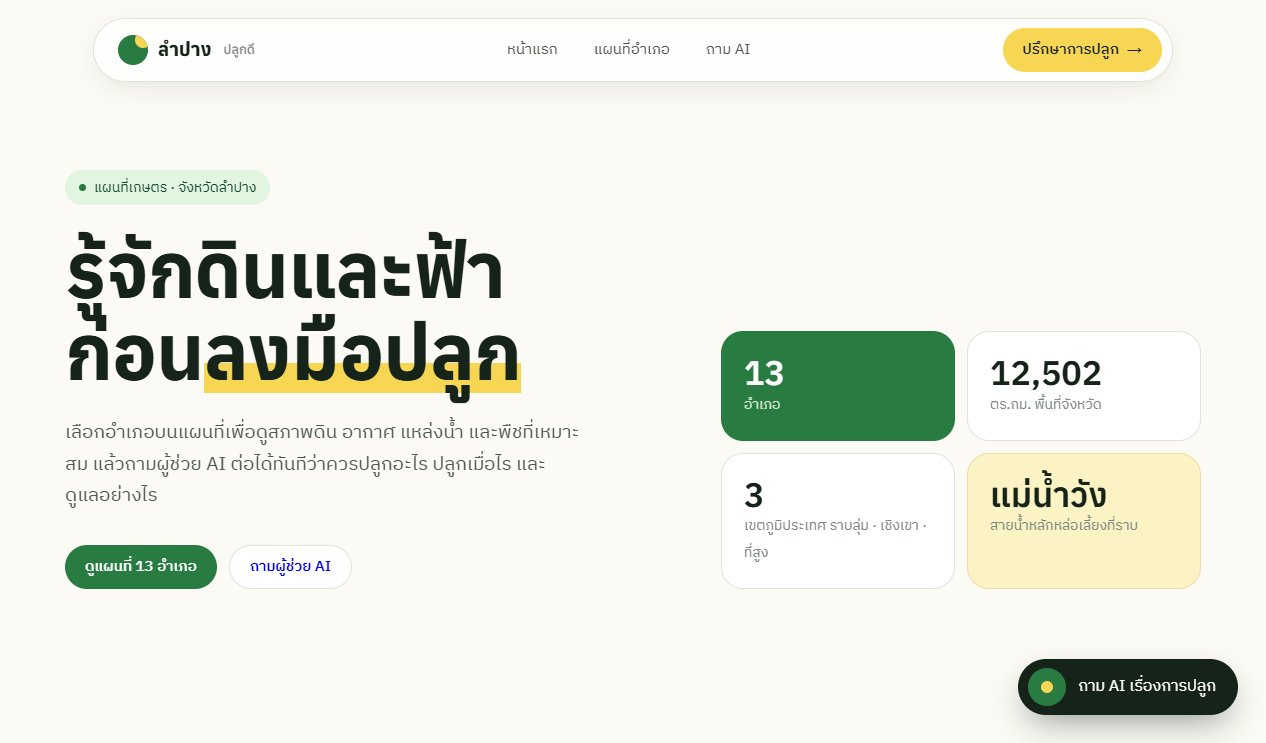 ลำปาง ปลูกดี
หน้าแรก
แผนที่อำเภอ
ถาม AI
ปรึกษาการปลูก →
แผนที่เกษตร · จังหวัดลำปาง
รู้จักดินและฟ้า
ก่อนลงมือปลูก
เลือกอำเภอบนแผนที่เพื่อดูสภาพดิน อากาศ แหล่งน้ำ และพืชที่เหมาะ
สม แล้วถามผู้ช่วย AI ต่อได้ทันทีว่าควรปลูกอะไร ปลูกเมื่อไร และ
ดูแลอย่างไร
ดูแผนที่ 13 อำเภอ
ถามผู้ช่วย AI
13
อำเภอ
12,502
ตร.กม. พื้นที่จังหวัด
3
เขตภูมิประเทศ ราบลุ่ม · เชิงเขา ·
ที่สูง
แม่น้ำวัง
สายน้ำหลักหล่อเลี้ยงที่ราบ
ถาม AI เรื่องการปลูก